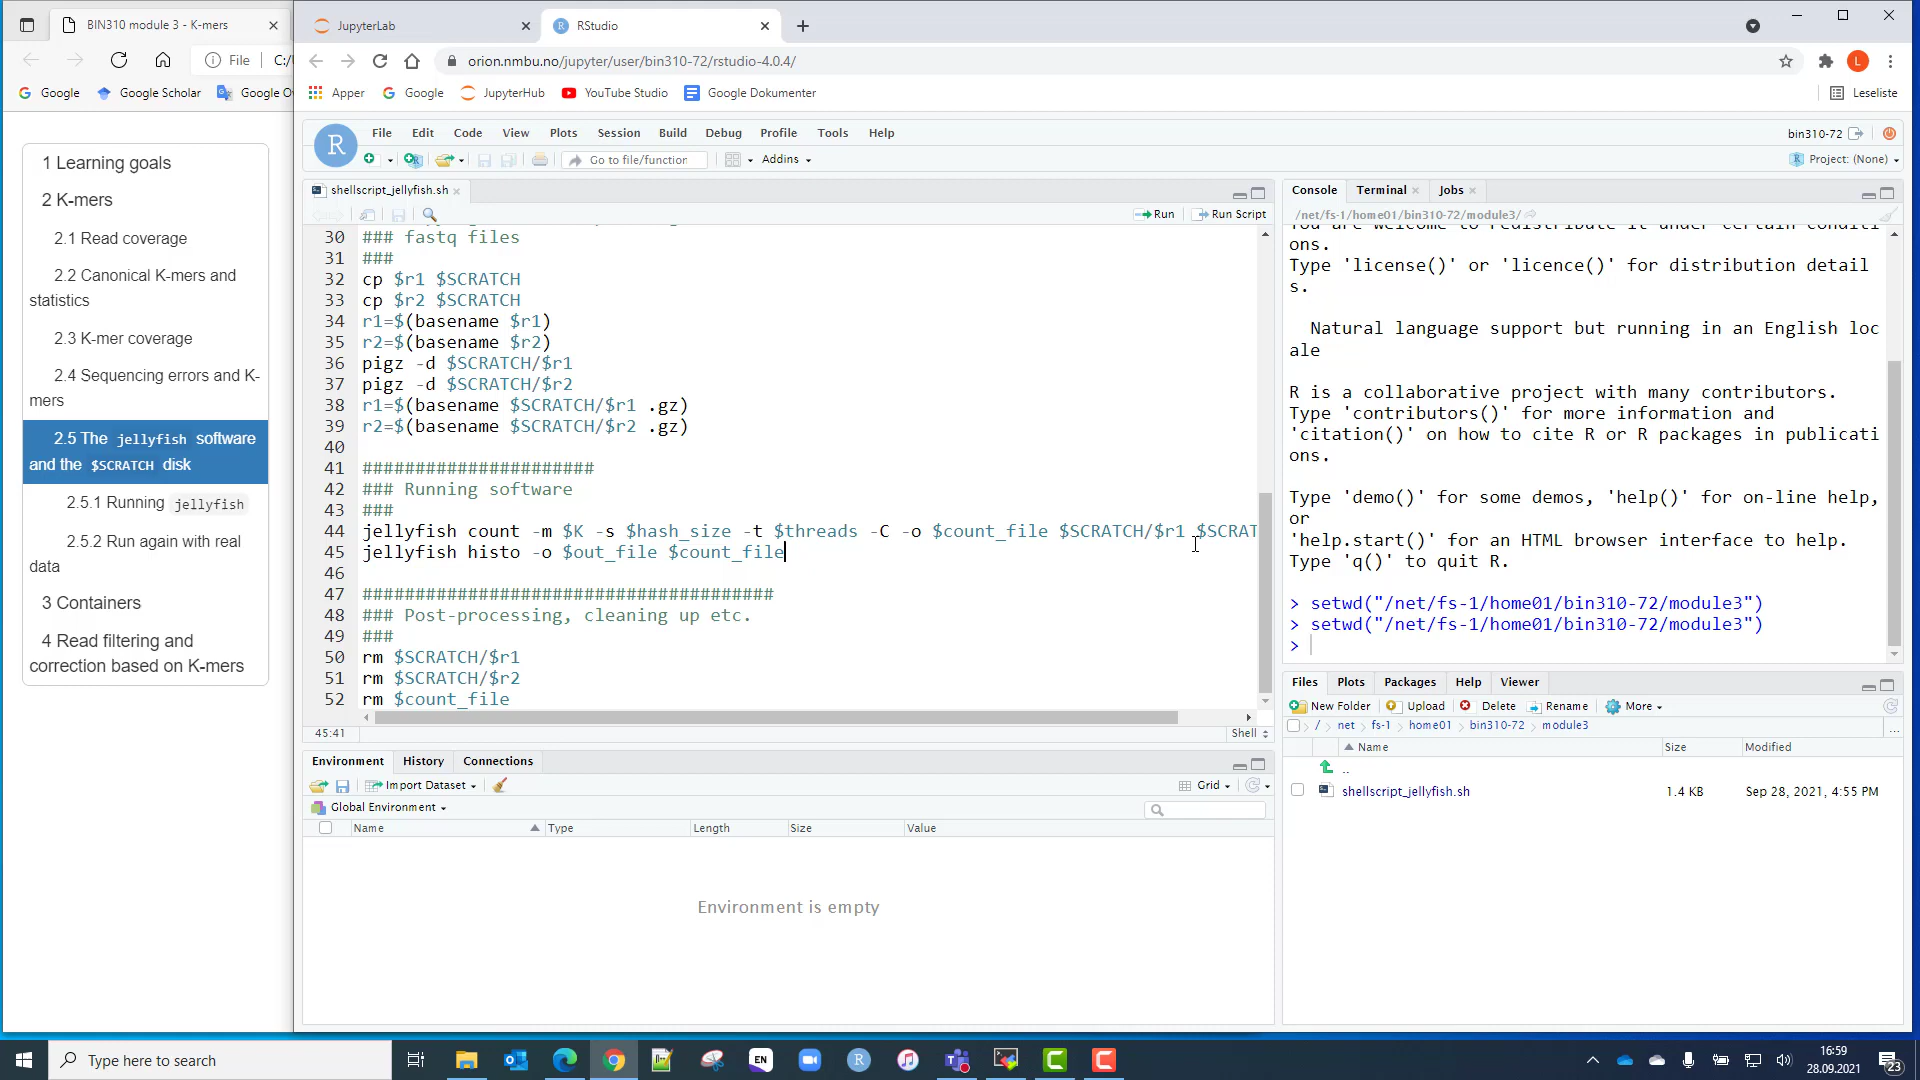 BIN310 module 3 - K-mers
JupyterLab
RStudio
File
C:/
orion.nmbu.no/jupyter/user/bin310-72/rstudio-4.0.4/
Google
Google Scholar
Google O
Apper
Google
JupyterHub
YouTube Studio
Google Dokumenter
Leseliste
1 Learning goals
2 K-mers
2.1 Read coverage
2.2 Canonical K-mers and
statistics
2.3 K-mer coverage
2.4 Sequencing errors and K-
mers
2.5 The jellyfish software
and the $SCRATCH disk
2.5.1 Running jellyfish
2.5.2 Run again with real
data
3 Containers
4 Read filtering and
correction based on K-mers
File Edit Code View Plots Session Build Debug Profile Tools Help
bin310-72
Go to file/function
Addins
Project: (None)
shellscript_jellyfish.sh
Run
Run Script
30 ### fastq files
31 ###
32 cp $r1 $SCRATCH
33 cp $r2 $SCRATCH
34 r1=$(basename $r1)
35 r2=$(basename $r2)
36 pigz -d $SCRATCH/$r1
37 pigz -d $SCRATCH/$r2
38 r1=$(basename $SCRATCH/$r1 .gz)
39 r2=$(basename $SCRATCH/$r2 .gz)
40
41 ######################
42 ### Running software
43 ###
44 jellyfish count -m $K -s $hash_size -t $threads -C -o $count_file $SCRATCH/$r1 $SCRAT
45 jellyfish histo -o $out_file $count_file
46
47 #######################################
48 ### Post-processing, cleaning up etc.
49 ###
50 rm $SCRATCH/$r1
51 rm $SCRATCH/$r2
52 rm $count_file
45:41
Shell
Environment History Connections
Import Dataset
Grid
Global Environment
Name Type Length Size Value
Environment is empty
Console Terminal Jobs
/net/fs-1/home01/bin310-72/module3/
You are welcome to redistribute it under certain conditi
ons.
Type 'license()' or 'licence()' for distribution detail
s.
Natural language support but running in an English loc
ale
R is a collaborative project with many contributors.
Type 'contributors()' for more information and
'citation()' on how to cite R or R packages in publicati
ons.
Type 'demo()' for some demos, 'help()' for on-line help,
or
'help.start()' for an HTML browser interface to help.
Type 'q()' to quit R.
> setwd("/net/fs-1/home01/bin310-72/module3")
> setwd("/net/fs-1/home01/bin310-72/module3")
>
Files Plots Packages Help Viewer
New Folder Upload Delete Rename More
/ net fs-1 home01 bin310-72 module3 ...
Name Size Modified
..
shellscript_jellyfish.sh 1.4 KB Sep 28, 2021, 4:55 PM
Type here to search
EN
16:59
28.09.2021
23